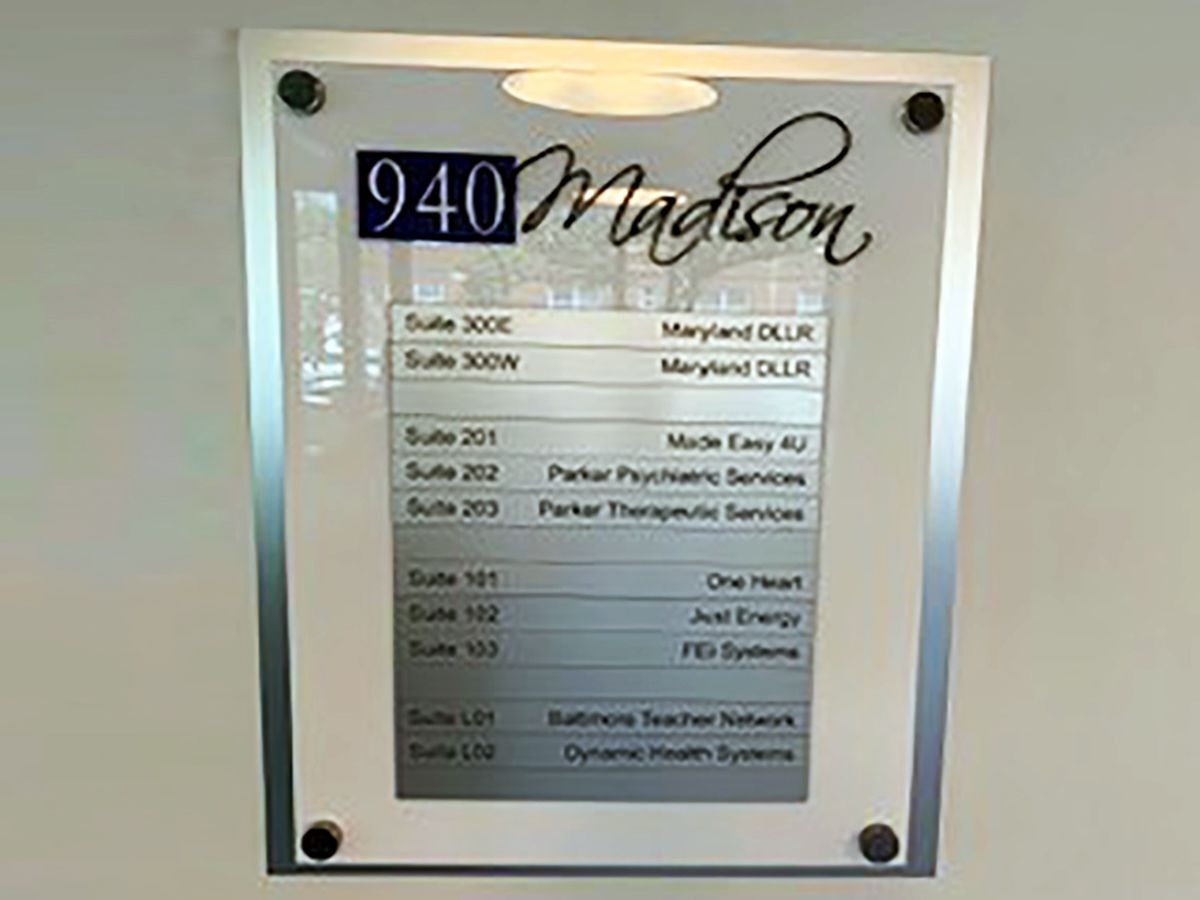 940 Madison
Suite 300E Maryland DLLR
Suite 300W Maryland DLLR
Suite 201 Made Easy 4U
Suite 202 Parker Psychiatric Services
Suite 203 Parker Therapeutic Services
Suite 101 One Heart
Suite 102 Just Energy
Suite 103 FEi Systems
Suite L01 Baltimore Teacher Network
Suite L02 Dynamic Health Systems